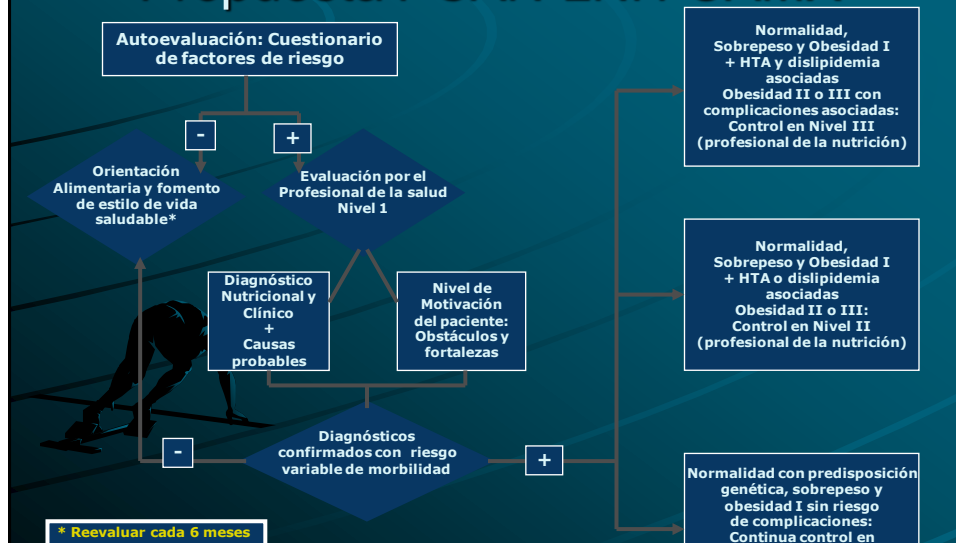 Autoevaluación: Cuestionario
de factores de riesgo
-
+
Orientación
Alimentaria y fomento
de estilo de vida
saludable*
Evaluación por el
Profesional de la salud
Nivel 1
Diagnóstico
Nutricional y
Clínico
+
Causas
probables
Nivel de
Motivación
del paciente:
Obstáculos y
fortalezas
Diagnósticos
confirmados con riesgo
variable de morbilidad
-
+
* Reevaluar cada 6 meses
Normalidad,
Sobrepeso y Obesidad I
+ HTA y dislipidemia
asociadas
Obesidad II o III con
complicaciones asociadas:
Control en Nivel III
(profesional de la nutrición)
Normalidad,
Sobrepeso y Obesidad I
+ HTA o dislipidemia
asociadas
Obesidad II o III:
Control en Nivel II
(profesional de la nutrición)
Normalidad con predisposición
genética, sobrepeso y
obesidad I sin riesgo
de complicaciones:
Continua control en